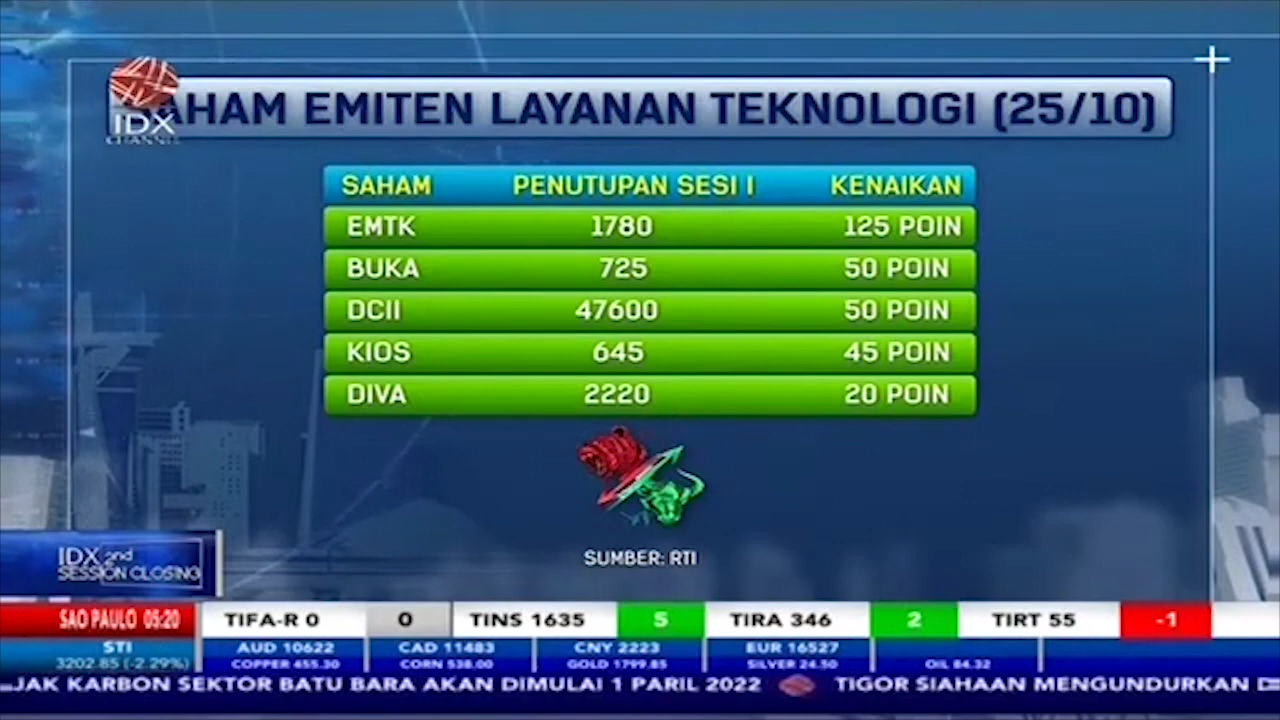 IDX
CHANNEL
AHAM EMITEN LAYANAN TEKNOLOGI (25/10)
SAHAM PENUTUPAN SESI I KENAIKAN
EMTK 1780 125 POIN
BUKA 725 50 POIN
DCII 47600 50 POIN
KIOS 645 45 POIN
DIVA 2220 20 POIN
SUMBER: RTI
IDX 2nd
SESSION CLOSING
SAO PAULO 05:20 TIFA-R 0 0 TINS 1635 5 TIRA 346 2 TIRT 55 -1
STI AUD 10622 CAD 11483 CNY 2223 EUR 16527
3202.85 (-2.29%) COPPER 455.30 CORN 538.00 GOLD 1799.85 SILVER 24.50 OIL 84.32
JAK KARBON SEKTOR BATU BARA AKAN DIMULAI 1 PARIL 2022 TIGOR SIAHAAN MENGUNDURKAN